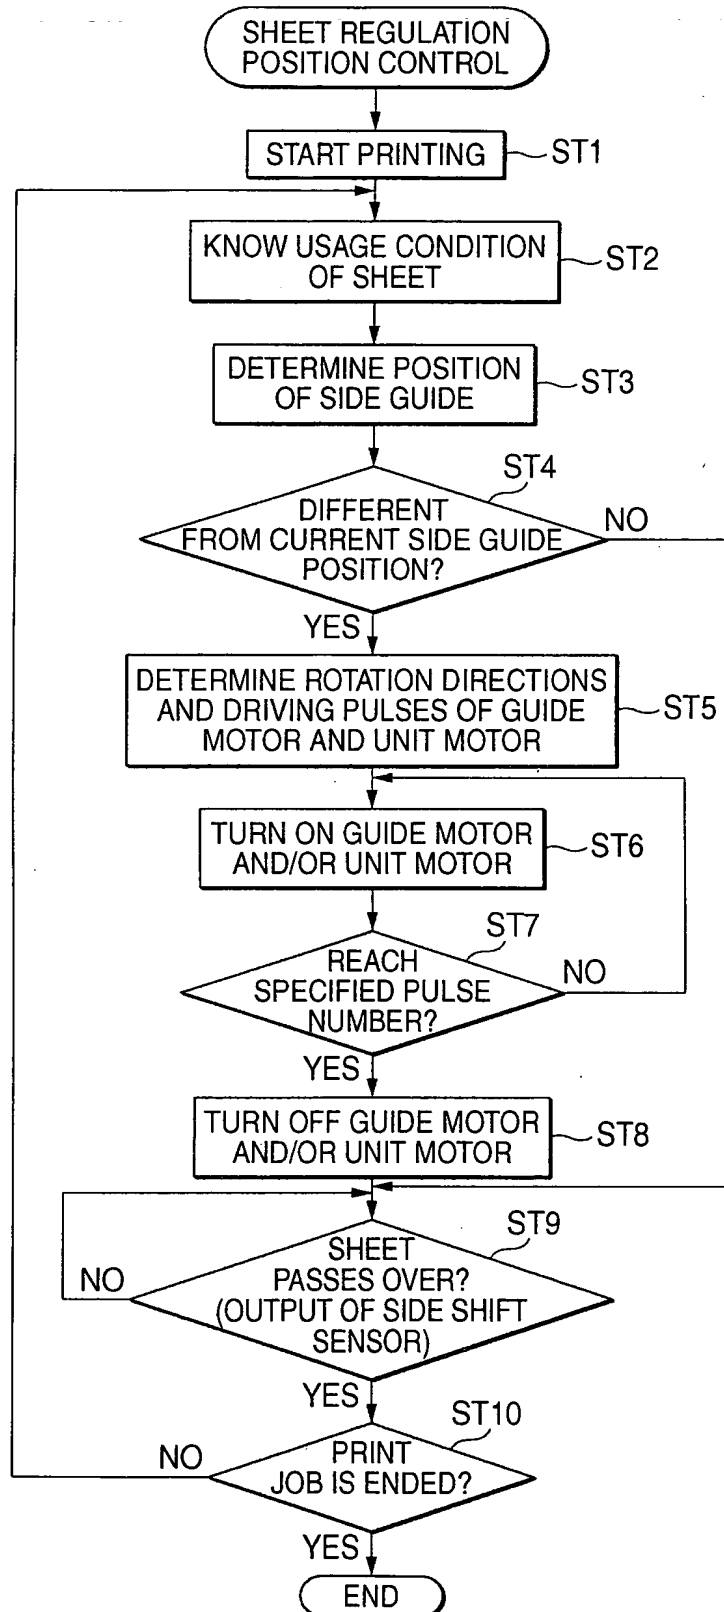 SHEET REGULATION
POSITION CONTROL
START PRINTING
ST1
KNOW USAGE CONDITION
OF SHEET
ST2
DETERMINE POSITION
OF SIDE GUIDE
ST3
ST4
DIFFERENT
FROM CURRENT SIDE GUIDE
POSITION?
NO
YES
DETERMINE ROTATION DIRECTIONS
AND DRIVING PULSES OF GUIDE
MOTOR AND UNIT MOTOR
ST5
TURN ON GUIDE MOTOR
AND/OR UNIT MOTOR
ST6
ST7
REACH
SPECIFIED PULSE
NUMBER?
NO
YES
TURN OFF GUIDE MOTOR
AND/OR UNIT MOTOR
ST8
ST9
SHEET
PASSES OVER?
(OUTPUT OF SIDE SHIFT
SENSOR)
NO
YES
ST10
PRINT
JOB IS ENDED?
NO
YES
END